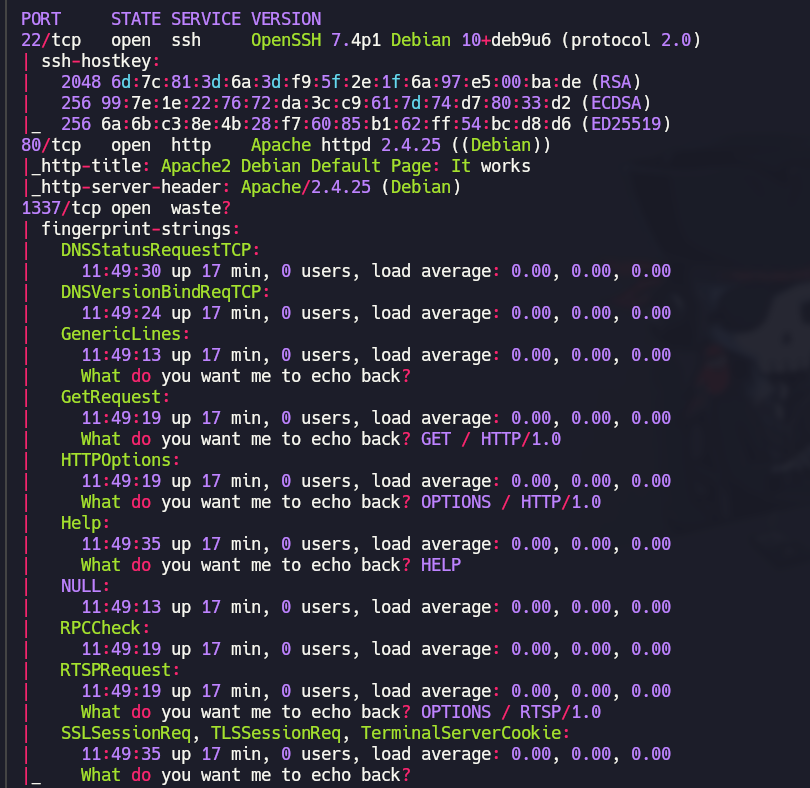 PORT     STATE SERVICE VERSION
22/tcp   open  ssh     OpenSSH 7.4p1 Debian 10+deb9u6 (protocol 2.0)
| ssh-hostkey:
|   2048 6d:7c:81:3d:6a:3d:f9:5f:2e:1f:6a:97:e5:00:ba:de (RSA)
|   256 99:7e:1e:22:76:72:da:3c:c9:61:7d:74:d7:80:33:d2 (ECDSA)
|_  256 6a:6b:c3:8e:4b:28:f7:60:85:b1:62:ff:54:bc:d8:d6 (ED25519)
80/tcp   open  http    Apache httpd 2.4.25 ((Debian))
|_http-title: Apache2 Debian Default Page: It works
|_http-server-header: Apache/2.4.25 (Debian)
1337/tcp open  waste?
| fingerprint-strings:
|   DNSStatusRequestTCP:
|     11:49:30 up 17 min, 0 users, load average: 0.00, 0.00, 0.00
|   DNSVersionBindReqTCP:
|     11:49:24 up 17 min, 0 users, load average: 0.00, 0.00, 0.00
|   GenericLines:
|     11:49:13 up 17 min, 0 users, load average: 0.00, 0.00, 0.00
|     What do you want me to echo back?
|   GetRequest:
|     11:49:19 up 17 min, 0 users, load average: 0.00, 0.00, 0.00
|     What do you want me to echo back? GET / HTTP/1.0
|   HTTPOptions:
|     11:49:19 up 17 min, 0 users, load average: 0.00, 0.00, 0.00
|     What do you want me to echo back? OPTIONS / HTTP/1.0
|   Help:
|     11:49:35 up 17 min, 0 users, load average: 0.00, 0.00, 0.00
|     What do you want me to echo back? HELP
|   NULL:
|     11:49:13 up 17 min, 0 users, load average: 0.00, 0.00, 0.00
|   RPCCheck:
|     11:49:19 up 17 min, 0 users, load average: 0.00, 0.00, 0.00
|   RTSPRequest:
|     11:49:19 up 17 min, 0 users, load average: 0.00, 0.00, 0.00
|     What do you want me to echo back? OPTIONS / RTSP/1.0
|   SSLSessionReq, TLSSessionReq, TerminalServerCookie:
|     11:49:35 up 17 min, 0 users, load average: 0.00, 0.00, 0.00
|_    What do you want me to echo back?